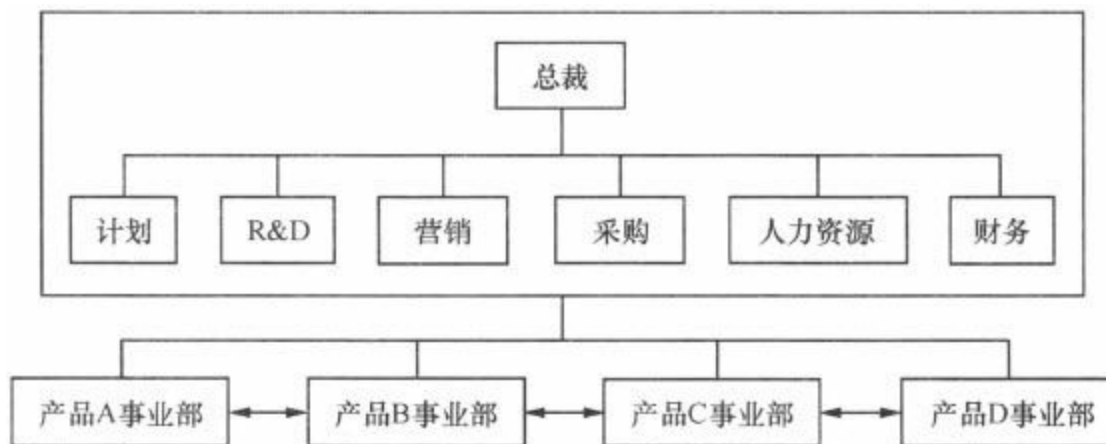 总裁
计划
R&D
营销
采购
人力资源
财务
产品A事业部
产品B事业部
产品C事业部
产品D事业部